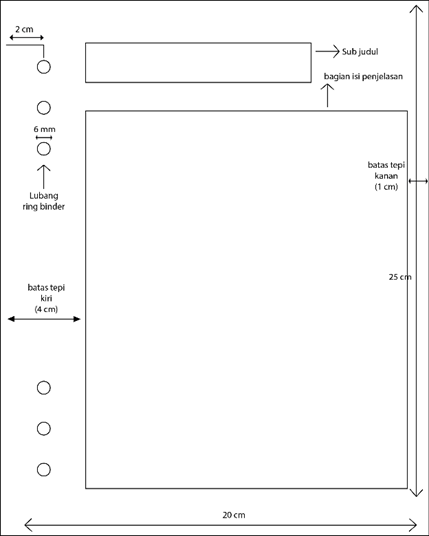 2 cm
Sub judul
bagian isi penjelasan
6 mm
batas tepi
kanan
(1 cm)
Lubang
ring binder
25 cm
batas tepi
kiri
(4 cm)
20 cm